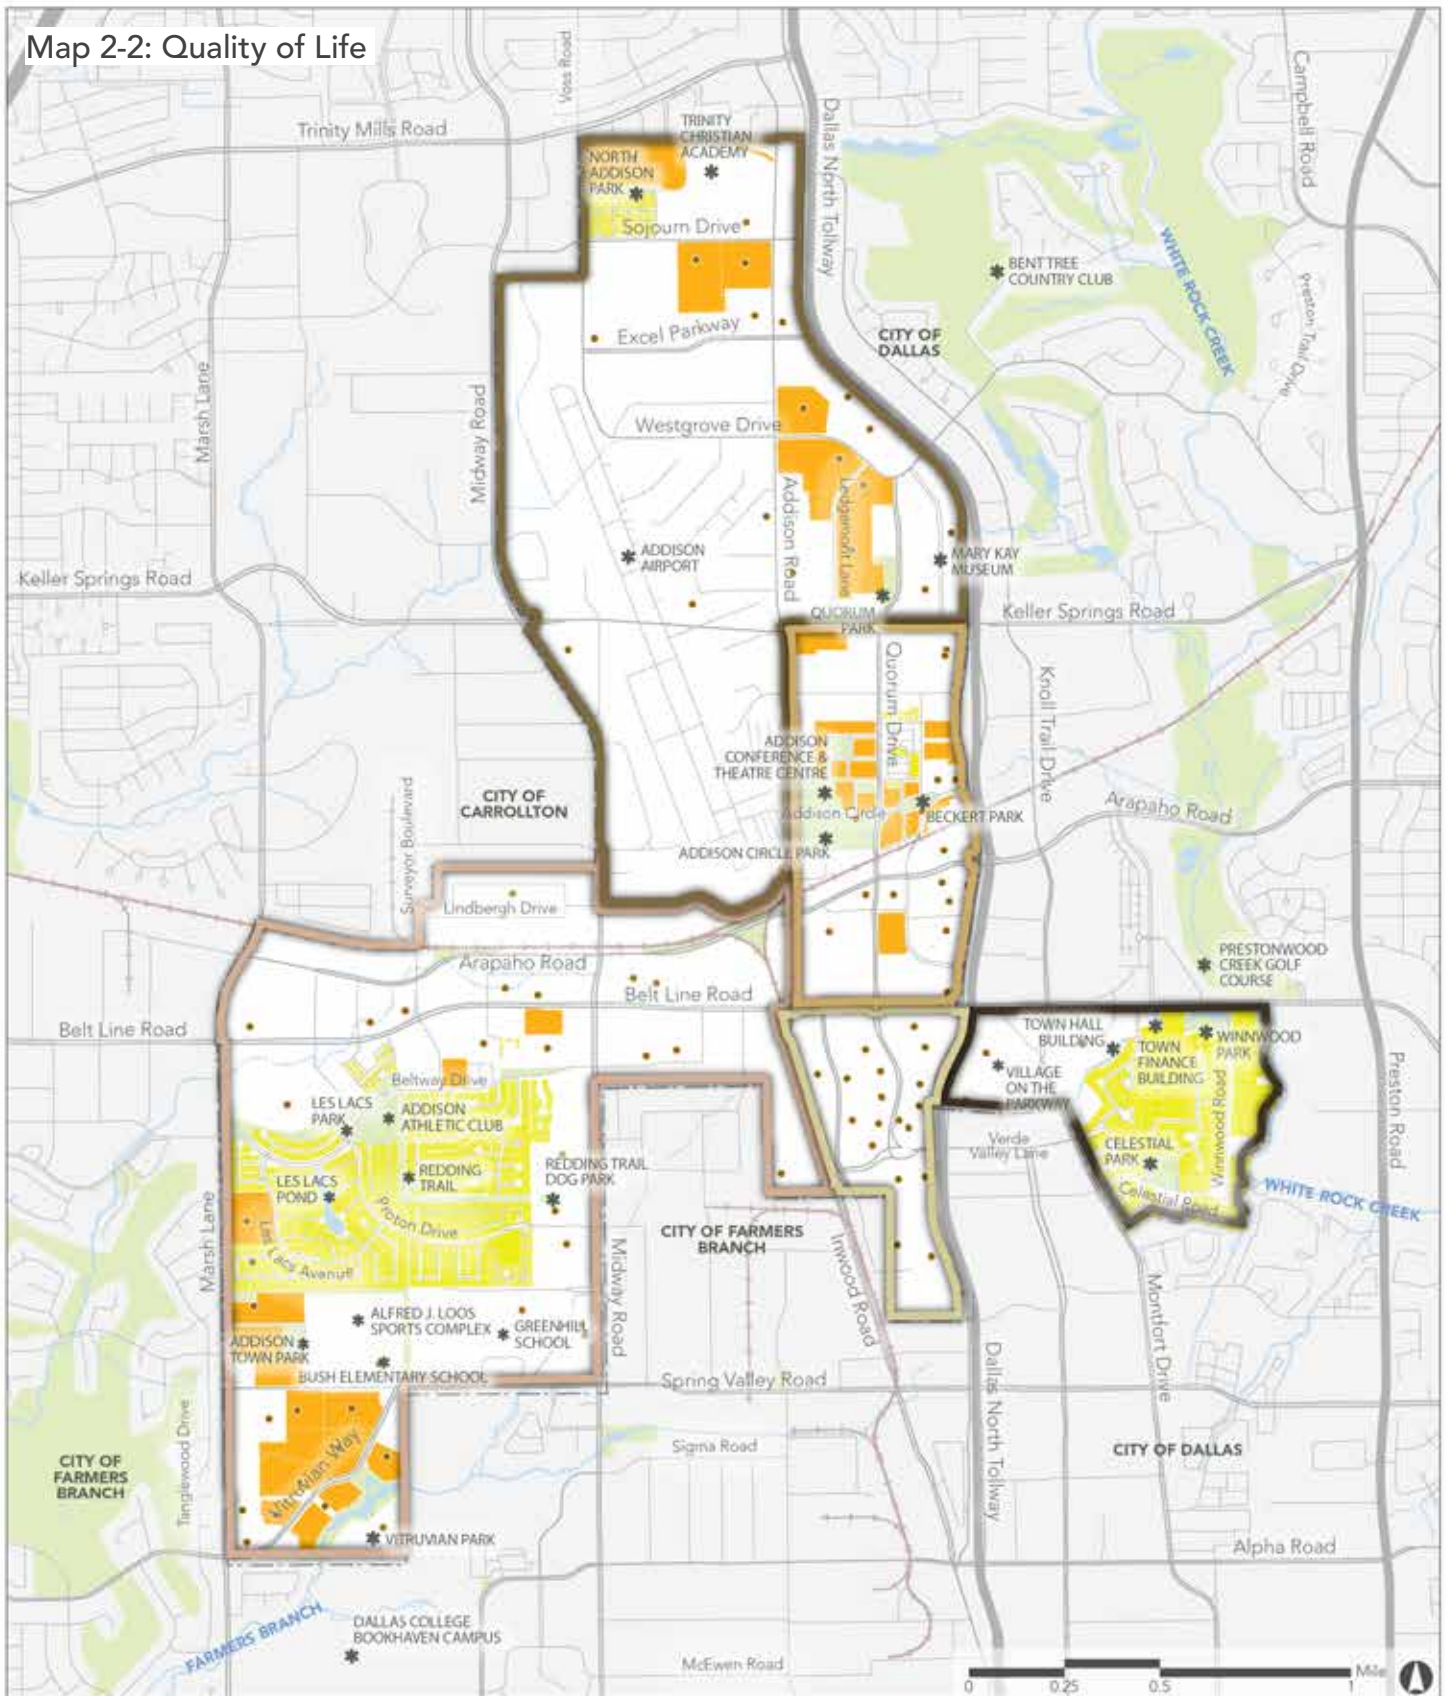 Map 2-2: Quality of Life
Voss Road
Campbell Road
Trinity Mills Road
TRINITY
CHRISTIAN
ACADEMY
NORTH
ADDISON
PARK
Dallas North Tollway
Sojourn Drive
WHITE ROCK CREEK
BENT TREE
COUNTRY CLUB
Preston Trail Drive
Excel Parkway
CITY OF
DALLAS
Marsh Lane
Midway Road
Westgrove Drive
Addison Road
Ledgemont Lane
ADDISON
AIRPORT
MARY KAY
MUSEUM
Keller Springs Road
QUORUM
PARK
Keller Springs Road
Quorum Drive
Knoll Trail Drive
ADDISON
CONFERENCE &
THEATRE CENTRE
CITY OF
CARROLLTON
Surveyor Boulevard
Addison Circle
BECKERT PARK
Arapaho Road
ADDISON CIRCLE PARK
Lindbergh Drive
Arapaho Road
Belt Line Road
PRESTONWOOD
CREEK GOLF
COURSE
Belt Line Road
TOWN HALL
BUILDING
TOWN
FINANCE
BUILDING
WINNWOOD
PARK
VILLAGE
ON THE
PARKWAY
Winnwood Road
Preston Road
Beltway Drive
LES LACS
PARK
ADDISON
ATHLETIC CLUB
Verde
Valley Lane
CELESTIAL
PARK
REDDING
TRAIL
REDDING TRAIL
DOG PARK
LES LACS
POND
Celestial Road
WHITE ROCK CREEK
Marsh Lane
Proton Drive
CITY OF FARMERS
BRANCH
Les Lacs Avenue
Midway Road
Inwood Road
Montfort Drive
ALFRED J. LOOS
SPORTS COMPLEX
GREENHILL
SCHOOL
ADDISON
TOWN PARK
BUSH ELEMENTARY SCHOOL
Spring Valley Road
Dallas North Tollway
Tanglewood Drive
CITY OF
FARMERS
BRANCH
Vitruvian Way
Sigma Road
CITY OF DALLAS
VITRUVIAN PARK
Alpha Road
FARMERS BRANCH
DALLAS COLLEGE
BOOKHAVEN CAMPUS
McEwen Road
Mile
0
0.25
0.5
1